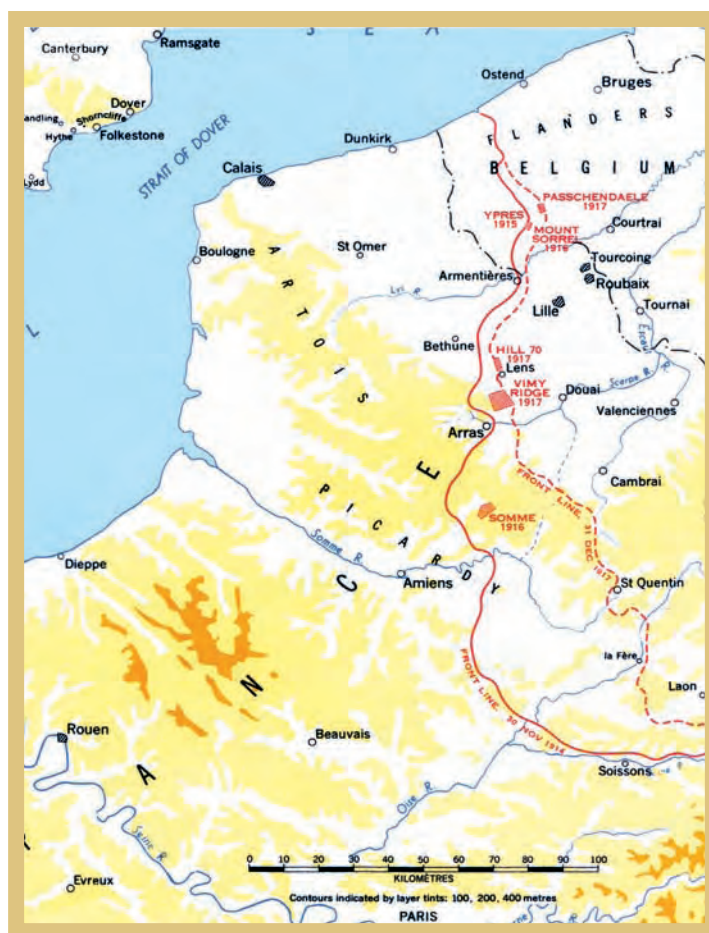 S E A
Canterbury
Ramsgate
Ostend
Bruges
Dover
Shorncliffe
andling
Hythe
Folkestone
Lydd
STRAIT OF DOVER
Dunkirk
Calais
FLANDERS
BELGIUM
PASSCHENDAELE
1917
YPRES
1915
MOUNT
SORREL
1916
Courtrai
Boulogne
St Omer
Tourcoing
Roubaix
Armentières
Lys R.
Lille
Tournai
Escaut R.
ARTOIS
Bethune
HILL 70
1917
Lens
VIMY
RIDGE
1917
Scarpe R.
Douai
Valenciennes
Arras
Cambrai
L
FRANCE
PICARDY
SOMME
1916
FRONT LINE 31 DEC 1917
Somme R.
Dieppe
Amiens
St Quentin
la Fère
Laon
FRONT LINE 30 NOV 1914
Rouen
Beauvais
Soissons
Oise R.
Seine R.
Evreux
0 10 20 30 40 50 60 70 80 90 100
KILOMÈTRES
Contours indicated by layer tints: 100, 200, 400 metres
PARIS